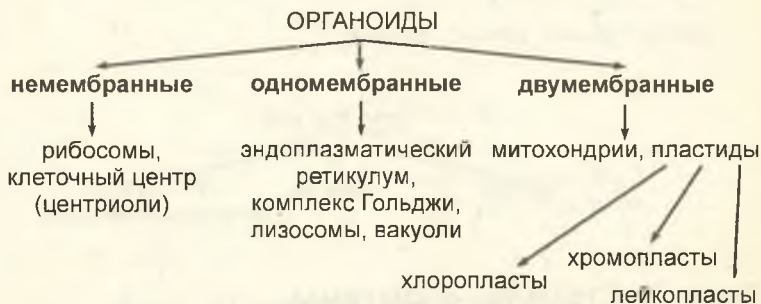 ОРГАНОИДЫ
немембранные
одномембранные
двумембранные
рибосомы,
клеточный центр
(центриоли)
эндоплазматический
ретикулум,
комплекс Гольджи,
лизосомы, вакуоли
митохондрии, пластиды
хлоропласты
хромопласты
лейкопласты